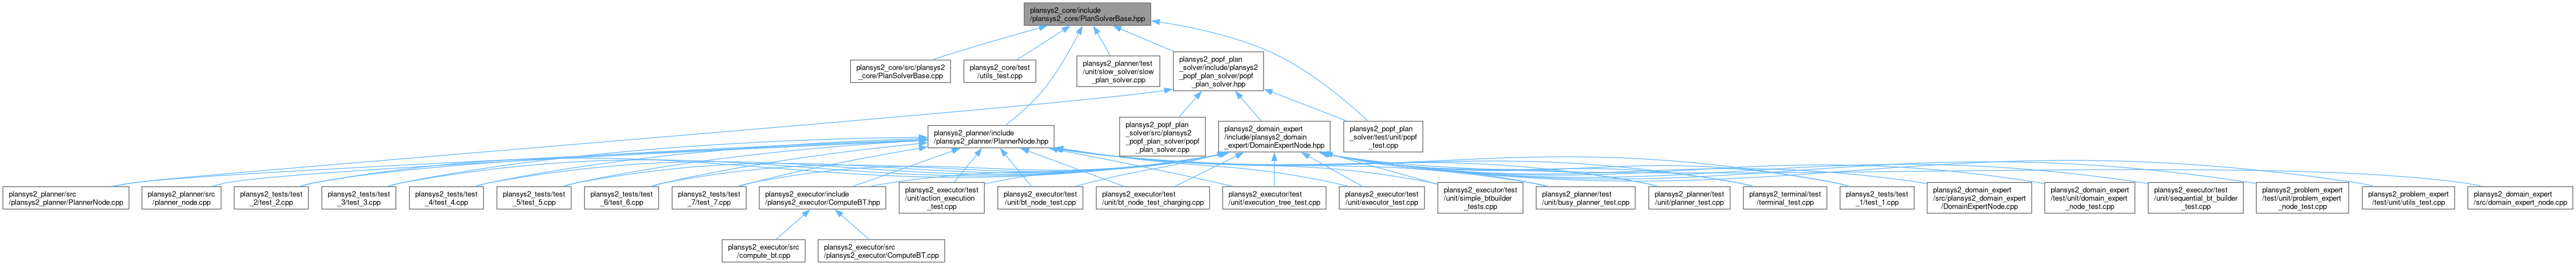 plansys2_core/include
/plansys2_core/PlanSolverBase.hpp
plansys2_core/src/plansys2
_core/PlanSolverBase.cpp
plansys2_core/test
/utils_test.cpp
plansys2_planner/test
/unit/slow_solver/slow
_plan_solver.cpp
plansys2_popf_plan
_solver/include/plansys2
_popf_plan_solver/popf
_plan_solver.hpp
plansys2_planner/include
/plansys2_planner/PlannerNode.hpp
plansys2_popf_plan
_solver/src/plansys2
_popf_plan_solver/popf
_plan_solver.cpp
plansys2_domain_expert
/include/plansys2_domain
_expert/DomainExpertNode.hpp
plansys2_popf_plan
_solver/test/unit/popf
_test.cpp
plansys2_planner/src
/plansys2_planner/PlannerNode.cpp
plansys2_planner/src
/planner_node.cpp
plansys2_tests/test
_2/test_2.cpp
plansys2_tests/test
_3/test_3.cpp
plansys2_tests/test
_4/test_4.cpp
plansys2_tests/test
_5/test_5.cpp
plansys2_tests/test
_6/test_6.cpp
plansys2_tests/test
_7/test_7.cpp
plansys2_executor/include
/plansys2_executor/ComputeBT.hpp
plansys2_executor/test
/unit/action_execution
_test.cpp
plansys2_executor/test
/unit/bt_node_test.cpp
plansys2_executor/test
/unit/bt_node_test_charging.cpp
plansys2_executor/test
/unit/execution_tree_test.cpp
plansys2_executor/test
/unit/executor_test.cpp
plansys2_executor/test
/unit/simple_btbuilder
_tests.cpp
plansys2_planner/test
/unit/busy_planner_test.cpp
plansys2_planner/test
/unit/planner_test.cpp
plansys2_terminal/test
/terminal_test.cpp
plansys2_tests/test
_1/test_1.cpp
plansys2_domain_expert
/src/plansys2_domain_expert
/DomainExpertNode.cpp
plansys2_domain_expert
/test/unit/domain_expert
_node_test.cpp
plansys2_executor/test
/unit/sequential_bt_builder
_test.cpp
plansys2_problem_expert
/test/unit/problem_expert
_node_test.cpp
plansys2_problem_expert
/test/unit/utils_test.cpp
plansys2_domain_expert
/src/domain_expert_node.cpp
plansys2_executor/src
/compute_bt.cpp
plansys2_executor/src
/plansys2_executor/ComputeBT.cpp